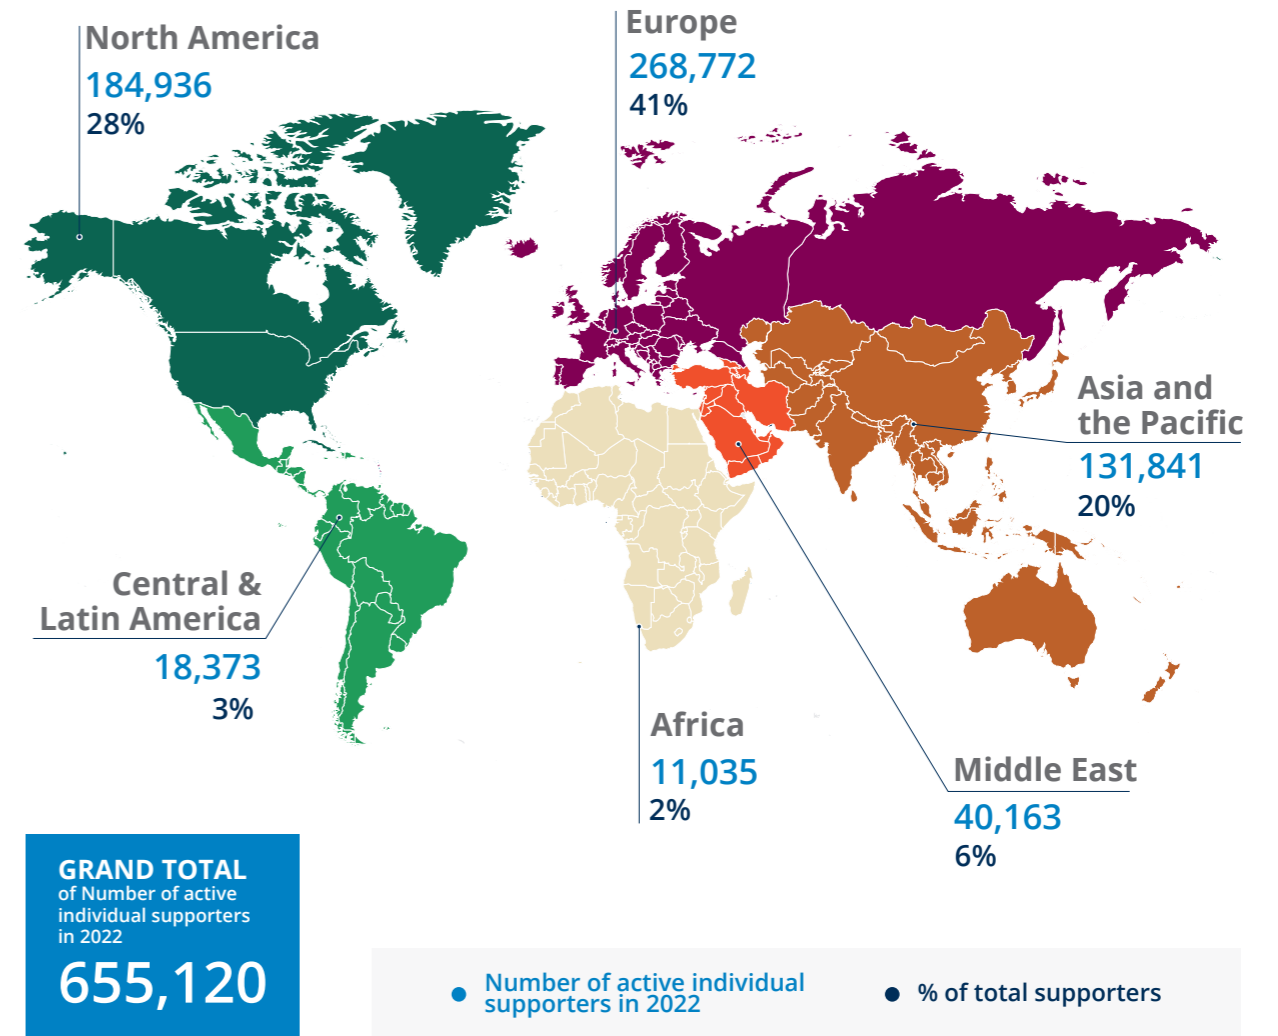 North America
184,936
28%
Europe
268,772
41%
Asia and
the Pacific
131,841
20%
Central &
Latin America
18,373
3%
Africa
11,035
2%
Middle East
40,163
6%
GRAND TOTAL
of Number of active
individual supporters
in 2022
655,120
Number of active individual
supporters in 2022
% of total supporters